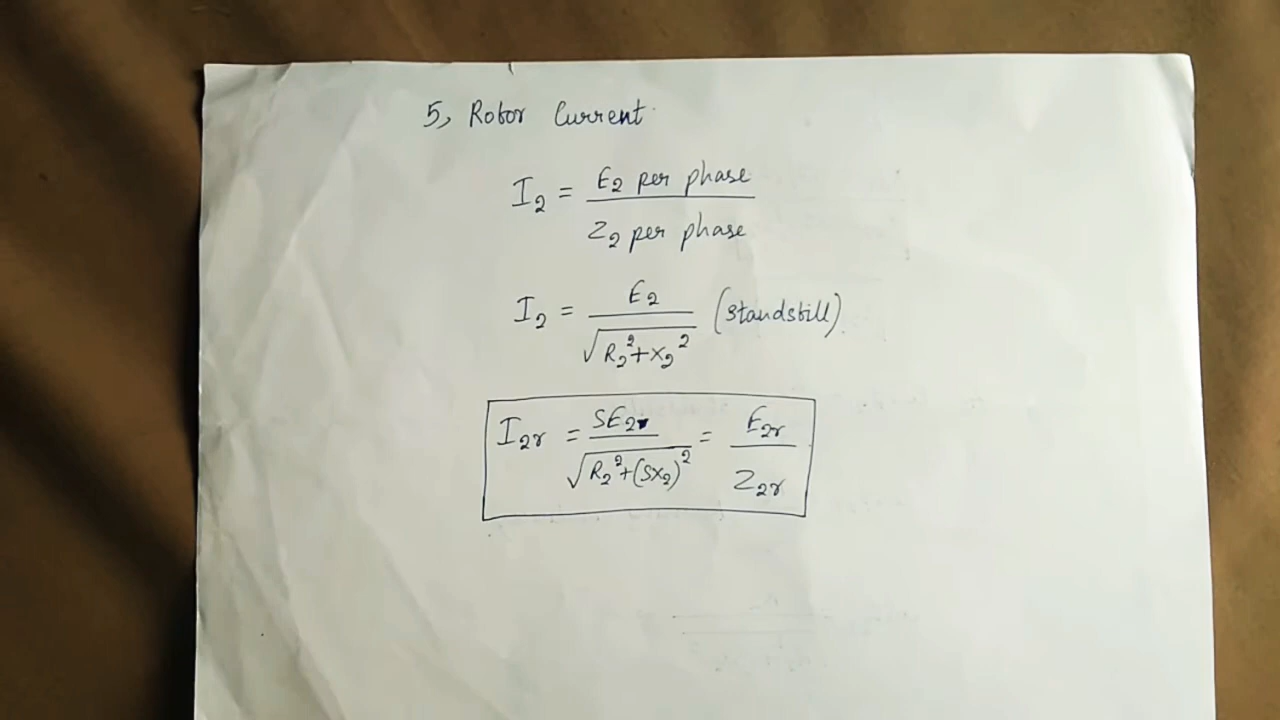 5, Rotor Current
I₂ = E₂ per phase / Z₂ per phase
I₂ = E₂ / √R₂²+X₂² (standstill)
I₂r = SE₂ / √R₂²+(SX₂)² = E₂r / Z₂r